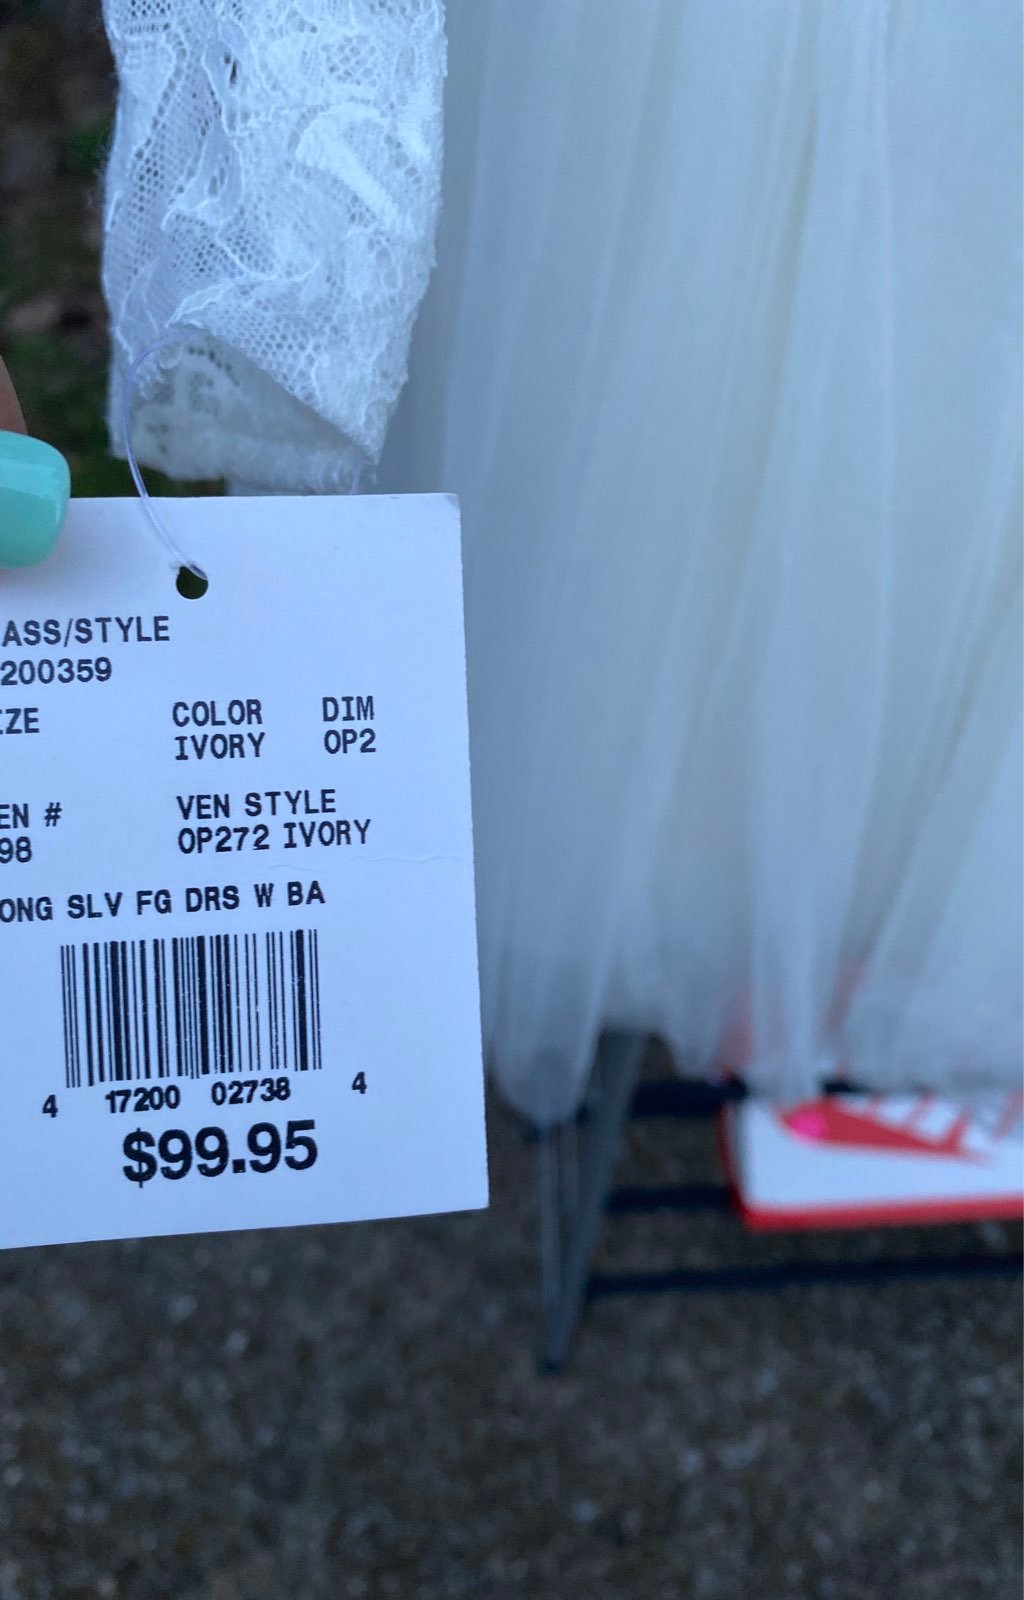 ASS/STYLE
200359
IZE COLOR DIM
IVORY OP2
EN # VEN STYLE
98 OP272 IVORY
ONG SLV FG DRS W BA
4 17200 02738 4
$99.95